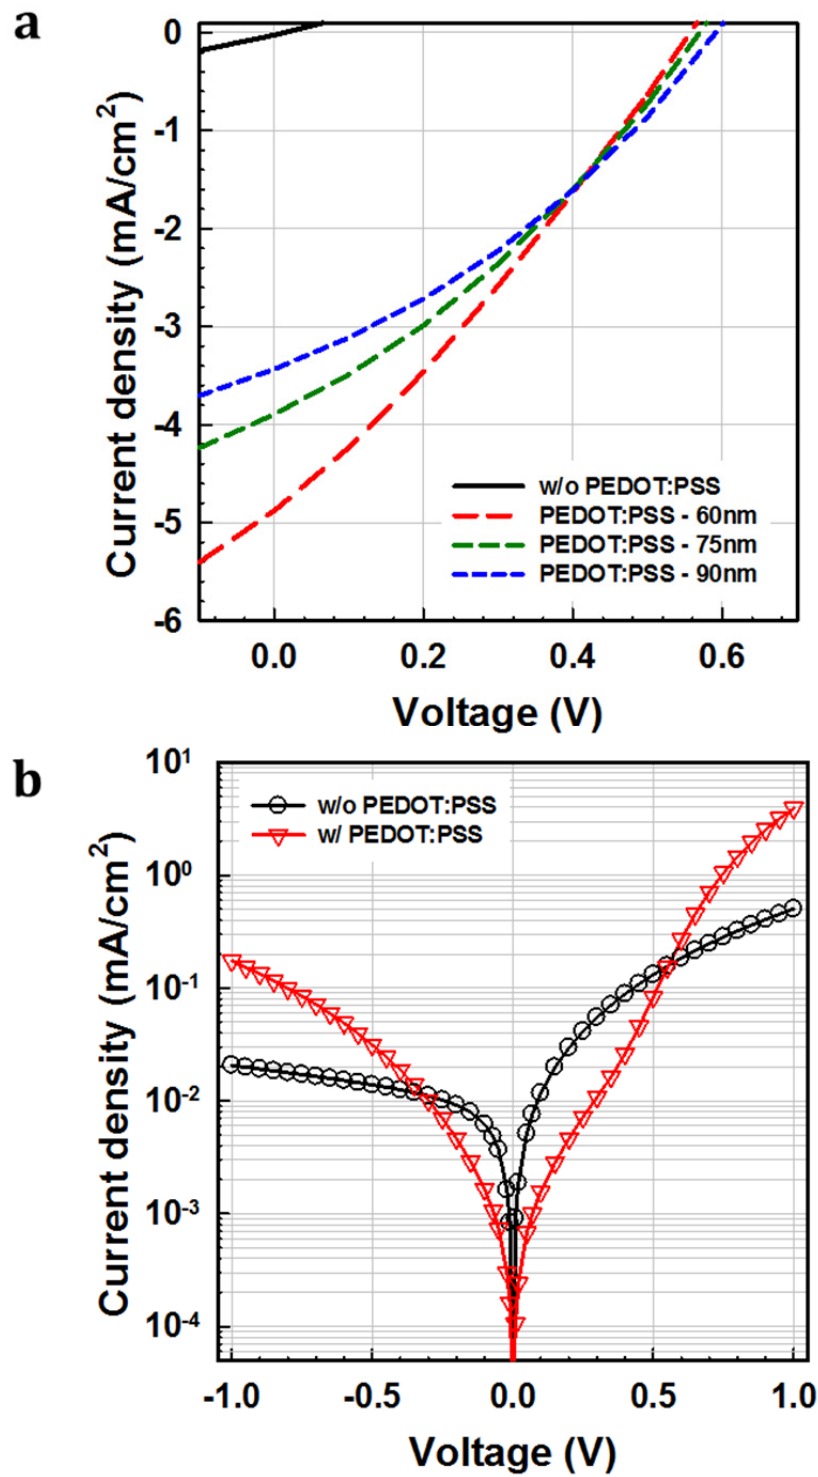 a
0
-1
-2
-3
-4
-5
-6
Current density (mA/cm²)
w/o PEDOT:PSS
PEDOT:PSS - 60nm
PEDOT:PSS - 75nm
PEDOT:PSS - 90nm
0.0 0.2 0.4 0.6
Voltage (V)
b
10¹
10⁰
10⁻¹
10⁻²
10⁻³
10⁻⁴
Current density (mA/cm²)
w/o PEDOT:PSS
w/ PEDOT:PSS
-1.0 -0.5 0.0 0.5 1.0
Voltage (V)